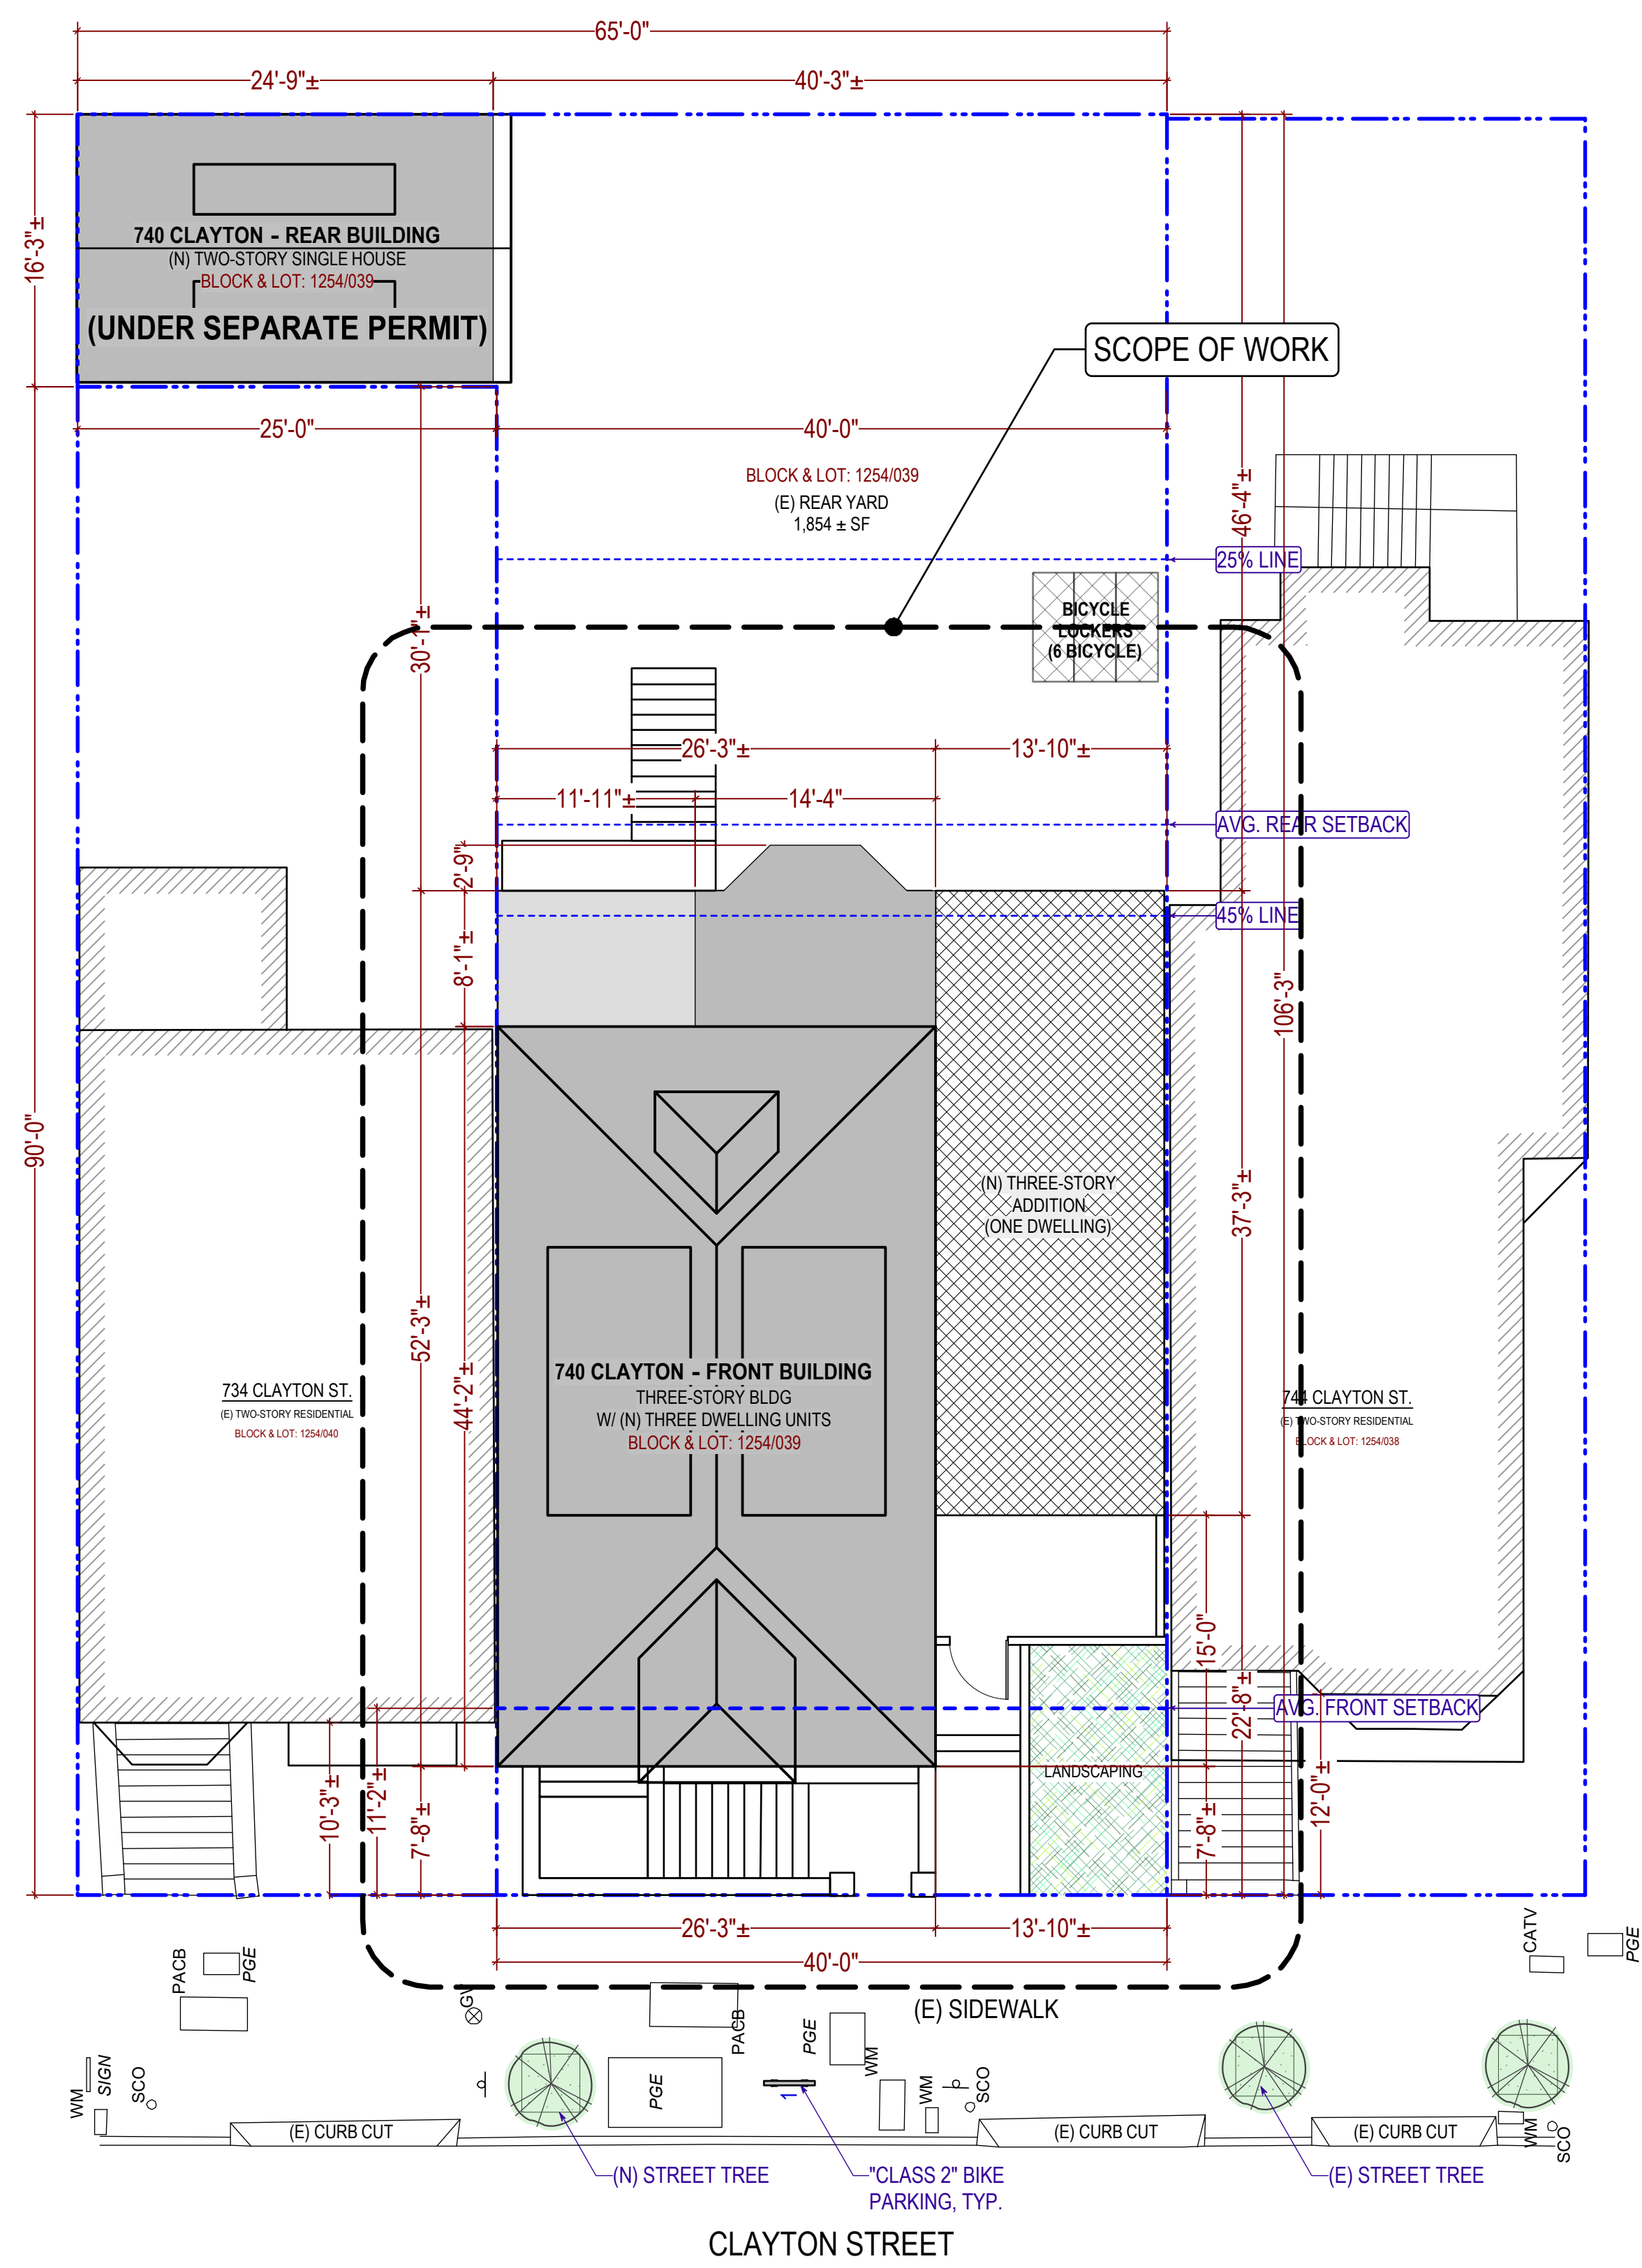 65'-0"
24'-9"±
40'-3"±
16'-3"±
740 CLAYTON - REAR BUILDING
(N) TWO-STORY SINGLE HOUSE
BLOCK & LOT: 1254/039
(UNDER SEPARATE PERMIT)
SCOPE OF WORK
25'-0"
40'-0"
BLOCK & LOT: 1254/039
(E) REAR YARD
1,854 ± SF
46'-4"±
25% LINE
BICYCLE
LOCKERS
(6 BICYCLE)
30'-1"±
26'-3"±
13'-10"±
11'-11"±
14'-4"
AVG. REAR SETBACK
2'-9"
45% LINE
8'-1"±
106'-3"
90'-0"
(N) THREE-STORY
ADDITION
(ONE DWELLING)
37'-3"±
52'-3"±
44'-2"±
740 CLAYTON - FRONT BUILDING
THREE-STORY BLDG
W/ (N) THREE DWELLING UNITS
BLOCK & LOT: 1254/039
734 CLAYTON ST.
(E) TWO-STORY RESIDENTIAL
BLOCK & LOT: 1254/040
744 CLAYTON ST.
(E) TWO-STORY RESIDENTIAL
BLOCK & LOT: 1254/038
15'-0"
22'-8"±
AVG. FRONT SETBACK
LANDSCAPING
10'-3"±
11'-2"±
7'-8"±
7'-8"±
12'-0"±
26'-3"±
13'-10"±
40'-0"
PACB
PGE
GV
(E) SIDEWALK
CATV
PGE
PACB
PGE
WM
WM
SIGN
SCO
PGE
1
WM
SCO
WM
SCO
(E) CURB CUT
(E) CURB CUT
(E) CURB CUT
(N) STREET TREE
"CLASS 2" BIKE
PARKING, TYP.
(E) STREET TREE
CLAYTON STREET